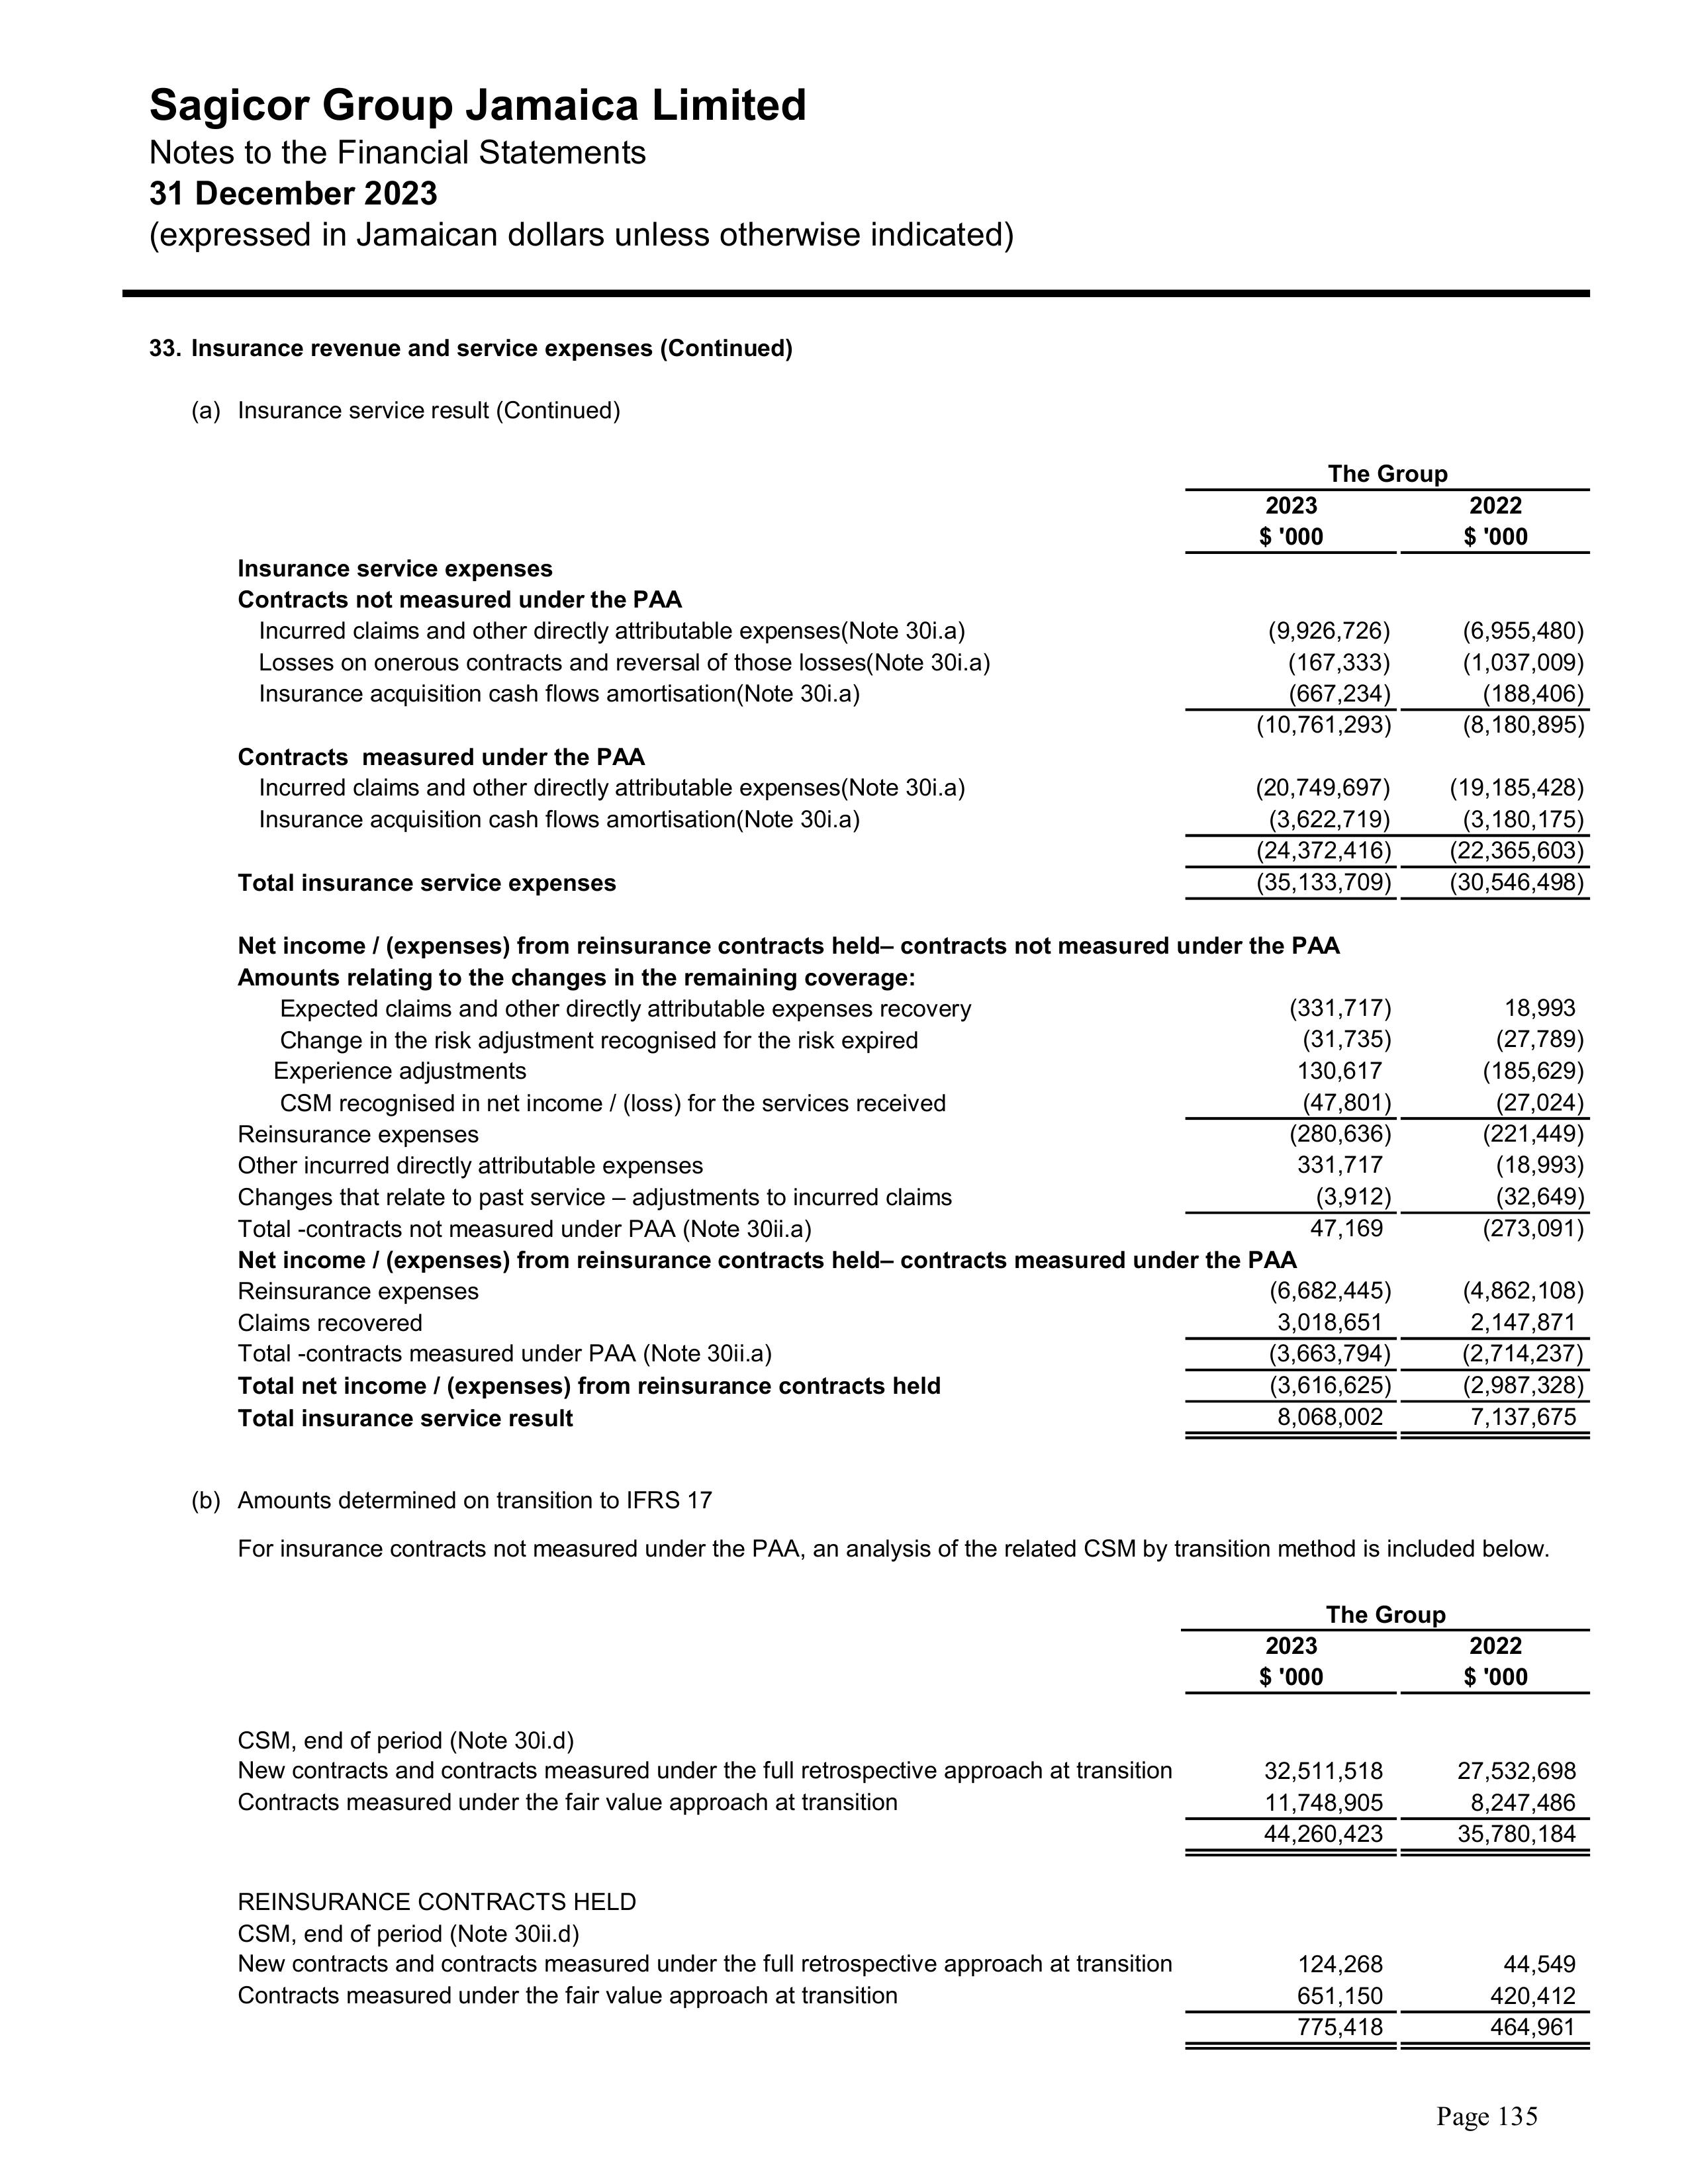 Sagicor Group Jamaica Limited
Notes to the Financial Statements
31 December 2023
(expressed in Jamaican dollars unless otherwise indicated)
33. Insurance revenue and service expenses (Continued)
(a) Insurance service result (Continued)
The Group
2023 2022
$ '000 $ '000
Insurance service expenses
Contracts not measured under the PAA
Incurred claims and other directly attributable expenses(Note 30i.a) (9,926,726) (6,955,480)
Losses on onerous contracts and reversal of those losses(Note 30i.a) (167,333) (1,037,009)
Insurance acquisition cash flows amortisation(Note 30i.a) (667,234) (188,406)
(10,761,293) (8,180,895)
Contracts measured under the PAA
Incurred claims and other directly attributable expenses(Note 30i.a) (20,749,697) (19,185,428)
Insurance acquisition cash flows amortisation(Note 30i.a) (3,622,719) (3,180,175)
(24,372,416) (22,365,603)
Total insurance service expenses (35,133,709) (30,546,498)
Net income / (expenses) from reinsurance contracts held– contracts not measured under the PAA
Amounts relating to the changes in the remaining coverage:
Expected claims and other directly attributable expenses recovery (331,717) 18,993
Change in the risk adjustment recognised for the risk expired (31,735) (27,789)
Experience adjustments 130,617 (185,629)
CSM recognised in net income / (loss) for the services received (47,801) (27,024)
Reinsurance expenses (280,636) (221,449)
Other incurred directly attributable expenses 331,717 (18,993)
Changes that relate to past service – adjustments to incurred claims (3,912) (32,649)
Total -contracts not measured under PAA (Note 30ii.a) 47,169 (273,091)
Net income / (expenses) from reinsurance contracts held– contracts measured under the PAA
Reinsurance expenses (6,682,445) (4,862,108)
Claims recovered 3,018,651 2,147,871
Total -contracts measured under PAA (Note 30ii.a) (3,663,794) (2,714,237)
Total net income / (expenses) from reinsurance contracts held (3,616,625) (2,987,328)
Total insurance service result 8,068,002 7,137,675
(b) Amounts determined on transition to IFRS 17
For insurance contracts not measured under the PAA, an analysis of the related CSM by transition method is included below.
The Group
2023 2022
$ '000 $ '000
CSM, end of period (Note 30i.d)
New contracts and contracts measured under the full retrospective approach at transition 32,511,518 27,532,698
Contracts measured under the fair value approach at transition 11,748,905 8,247,486
44,260,423 35,780,184
REINSURANCE CONTRACTS HELD
CSM, end of period (Note 30ii.d)
New contracts and contracts measured under the full retrospective approach at transition 124,268 44,549
Contracts measured under the fair value approach at transition 651,150 420,412
775,418 464,961
Page 135